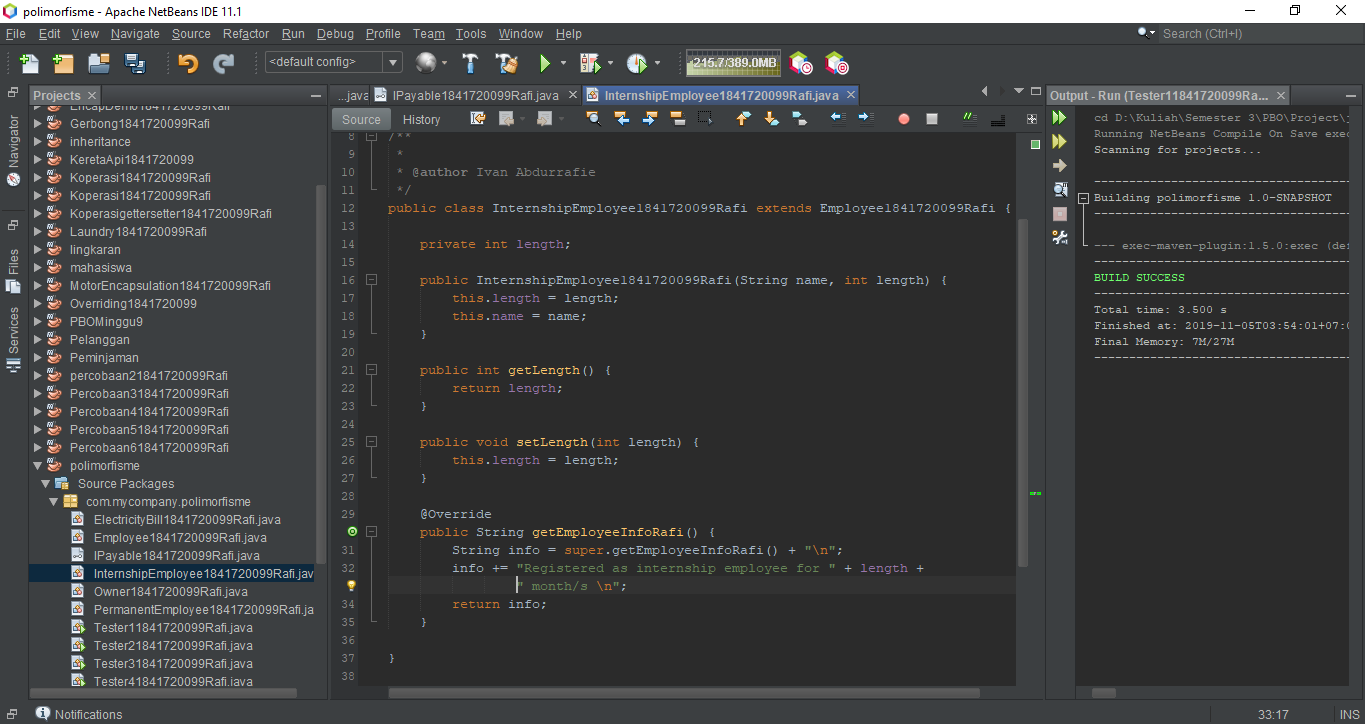 polimorfisme - Apache NetBeans IDE 11.1
File Edit View Navigate Source Refactor Run Debug Profile Team Tools Window Help
Search (Ctrl+I)
<default config>
215.7/389.0MB
Projects
Navigator
Files
Services
Gerbong1841720099Rafi
inheritance
KeretaApi1841720099
Koperasi1841720099Rafi
Koperasi1841720099Rafi
Koperasigettersetter1841720099Rafi
Laundry1841720099Rafi
lingkaran
mahasiswa
MotorEncapsulation1841720099Rafi
Overriding1841720099
PBOMinggu9
Pelanggan
Peminjaman
percobaan21841720099Rafi
Percobaan31841720099Rafi
Percobaan41841720099Rafi
Percobaan51841720099Rafi
Percobaan61841720099Rafi
polimorfisme
Source Packages
com.mycompany.polimorfisme
ElectricityBill1841720099Rafi.java
Employee1841720099Rafi.java
IPayable1841720099Rafi.java
InternshipEmployee1841720099Rafi.jav
Owner1841720099Rafi.java
PermanentEmployee1841720099Rafi.ja
Tester11841720099Rafi.java
Tester21841720099Rafi.java
Tester31841720099Rafi.java
Tester41841720099Rafi.java
...java IPayable1841720099Rafi.java InternshipEmployee1841720099Rafi.java
Source History
8 /**
9 *
10 * @author Ivan Abdurrafie
11 */
12 public class InternshipEmployee1841720099Rafi extends Employee1841720099Rafi {
13
14 private int length;
15
16 public InternshipEmployee1841720099Rafi(String name, int length) {
17 this.length = length;
18 this.name = name;
19 }
20
21 public int getLength() {
22 return length;
23 }
24
25 public void setLength(int length) {
26 this.length = length;
27 }
28
29 @Override
public String getEmployeeInfoRafi() {
31 String info = super.getEmployeeInfoRafi() + "\n";
32 info += "Registered as internship employee for " + length +
" month/s \n";
34 return info;
35 }
36
37 }
38
Output - Run (Tester11841720099Ra...
cd D:\Kuliah\Semester 3\PBO\Project\
Running NetBeans Compile On Save exe
Scanning for projects...
Building polimorfisme 1.0-SNAPSHOT
--- exec-maven-plugin:1.5.0:exec (de
BUILD SUCCESS
Total time: 3.500 s
Finished at: 2019-11-05T03:54:01+07:
Final Memory: 7M/27M
Notifications
33:17 INS